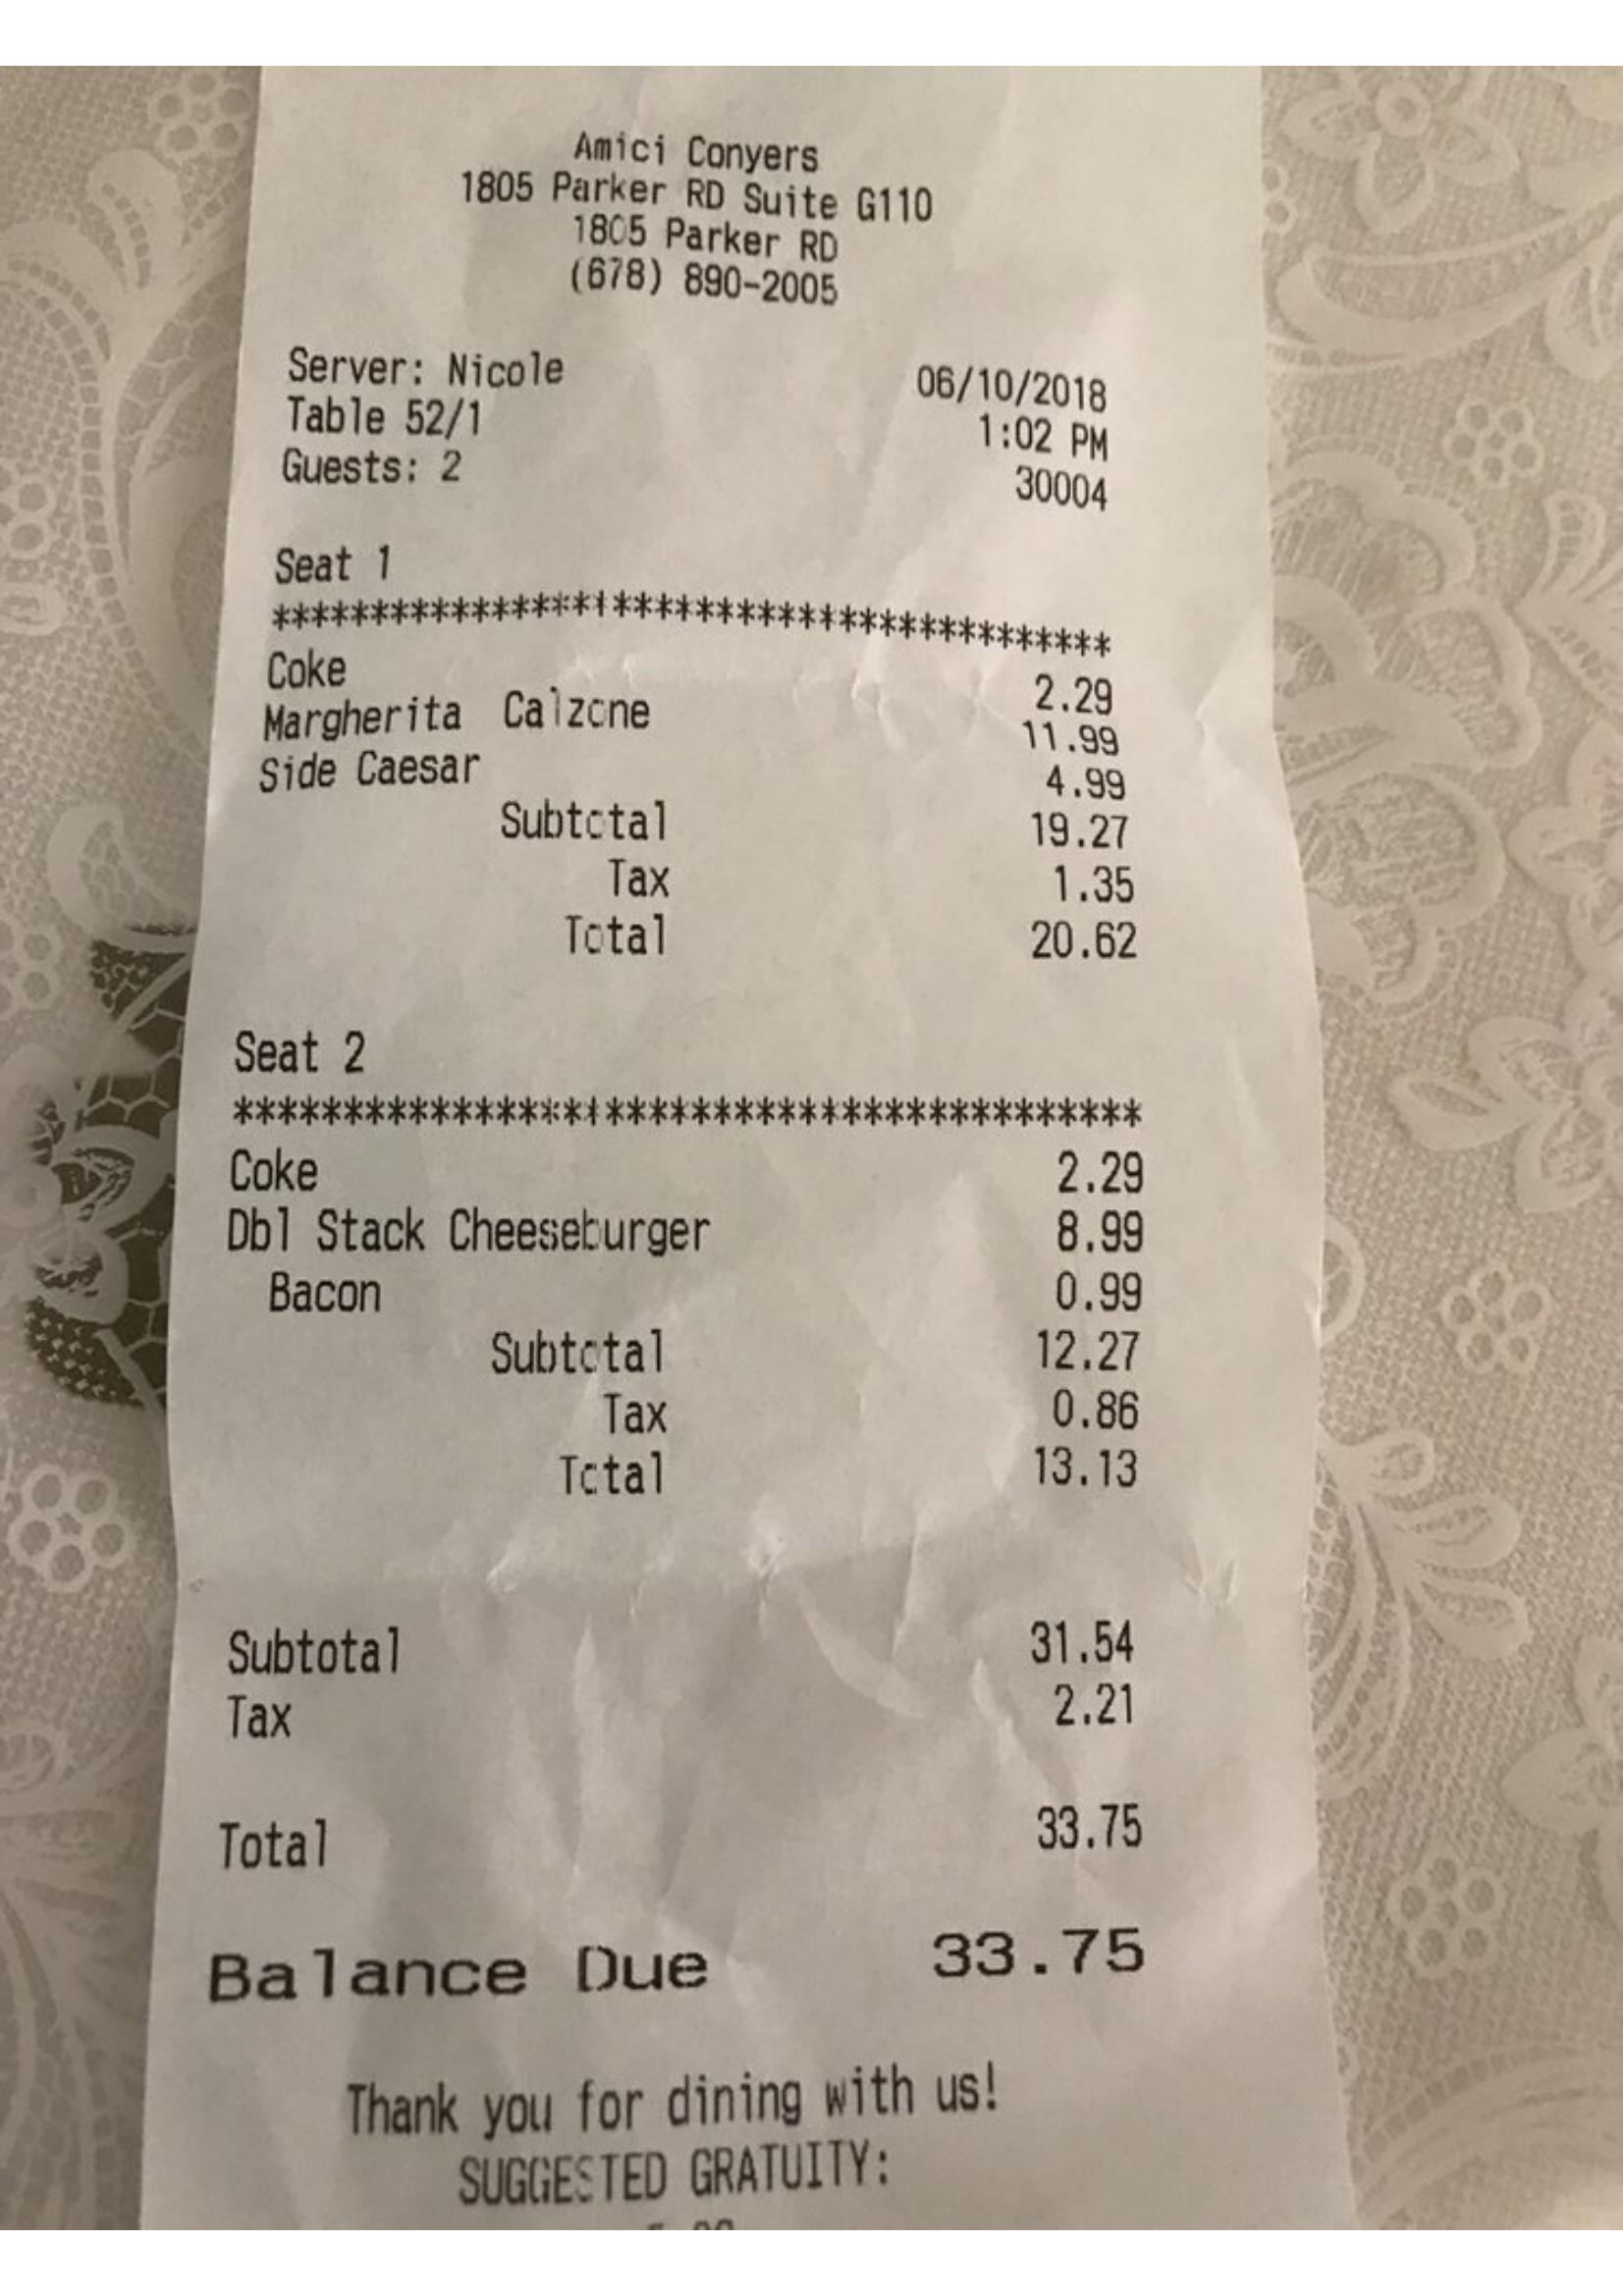 Amici Conyers
1805 Parker RD Suite G110
1805 Parker RD
(678) 890-2005
Server: Nicole 06/10/2018
Table 52/1 1:02 PM
Guests: 2 30004
Seat 1
*****************************************
Coke 2.29
Margherita Calzone 11.99
Side Caesar 4.99
Subtotal 19.27
Tax 1.35
Total 20.62
Seat 2
*****************************************
Coke 2.29
Dbl Stack Cheeseburger 8.99
Bacon 0.99
Subtotal 12.27
Tax 0.86
Total 13.13
Subtotal 31.54
Tax 2.21
Total 33.75
Balance Due 33.75
Thank you for dining with us!
SUGGESTED GRATUITY: